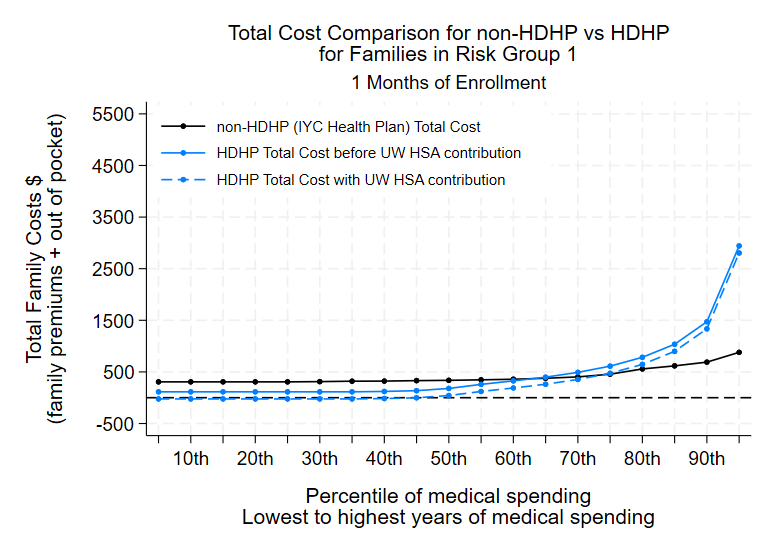 Total Cost Comparison for non-HDHP vs HDHP
for Families in Risk Group 1
1 Months of Enrollment
non-HDHP (IYC Health Plan) Total Cost
HDHP Total Cost before UW HSA contribution
HDHP Total Cost with UW HSA contribution
Total Family Costs $
(family premiums + out of pocket)
5500
4500
3500
2500
1500
500
-500
10th 20th 30th 40th 50th 60th 70th 80th 90th
Percentile of medical spending
Lowest to highest years of medical spending